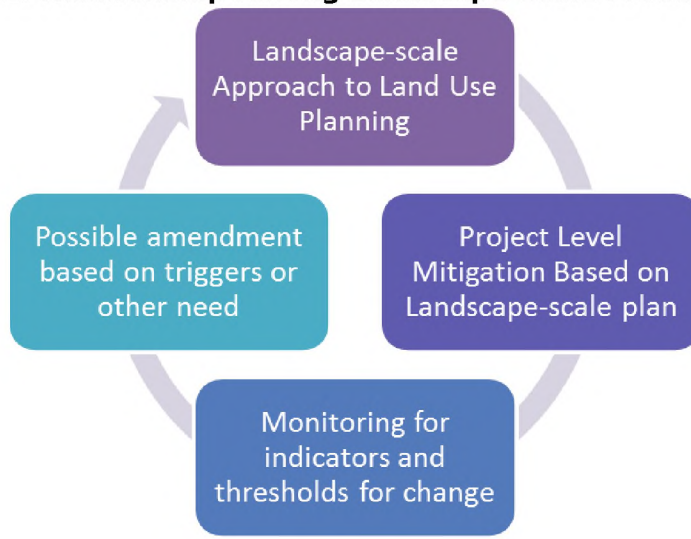 Landscape-scale
Approach to Land Use
Planning
Project Level
Mitigation Based on
Landscape-scale plan
Monitoring for
indicators and
thresholds for change
Possible amendment
based on triggers or
other need